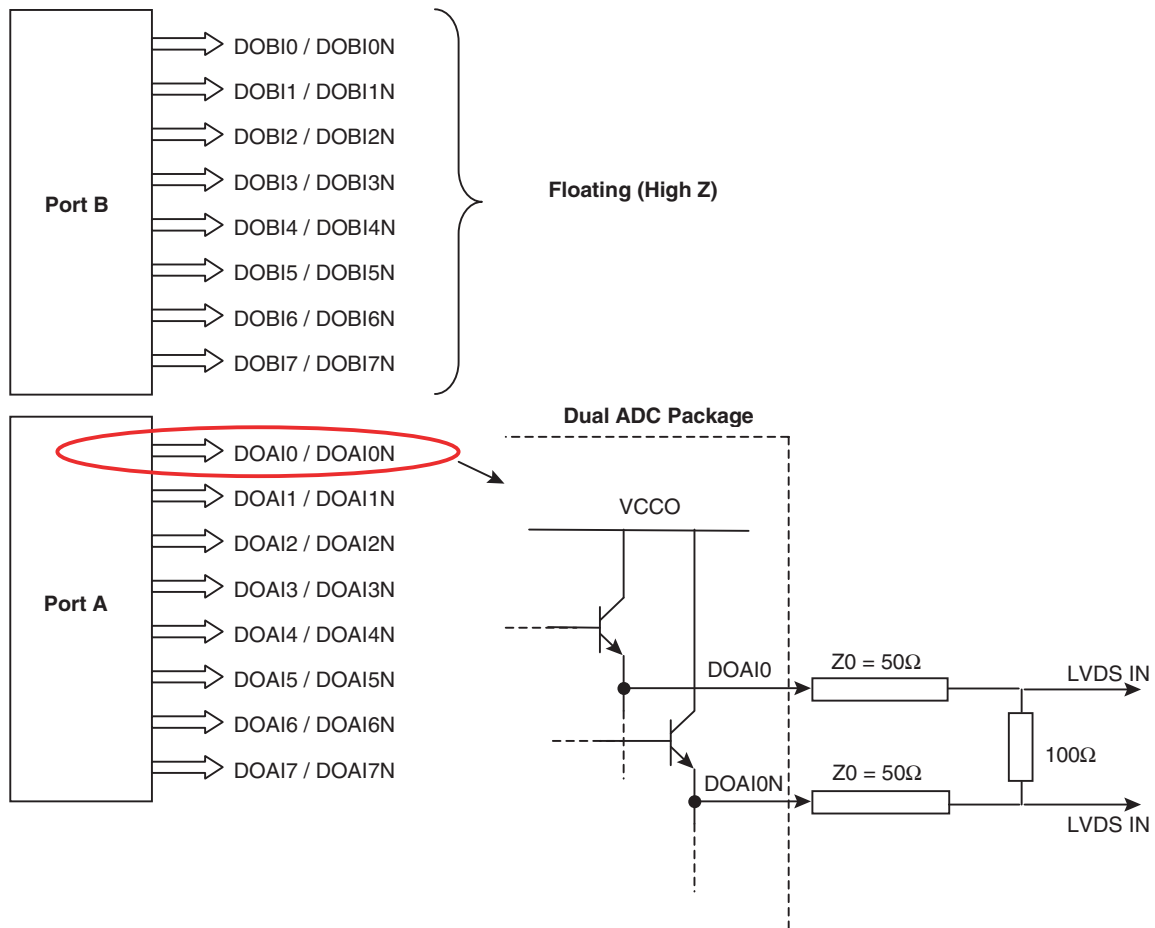 Port B
DOBI0 / DOBI0N
DOBI1 / DOBI1N
DOBI2 / DOBI2N
DOBI3 / DOBI3N
DOBI4 / DOBI4N
DOBI5 / DOBI5N
DOBI6 / DOBI6N
DOBI7 / DOBI7N
Floating (High Z)
Port A
DOAI0 / DOAI0N
DOAI1 / DOAI1N
DOAI2 / DOAI2N
DOAI3 / DOAI3N
DOAI4 / DOAI4N
DOAI5 / DOAI5N
DOAI6 / DOAI6N
DOAI7 / DOAI7N
Dual ADC Package
VCCO
DOAI0
Z0 = 50Ω
LVDS IN
100Ω
DOAI0N
Z0 = 50Ω
LVDS IN